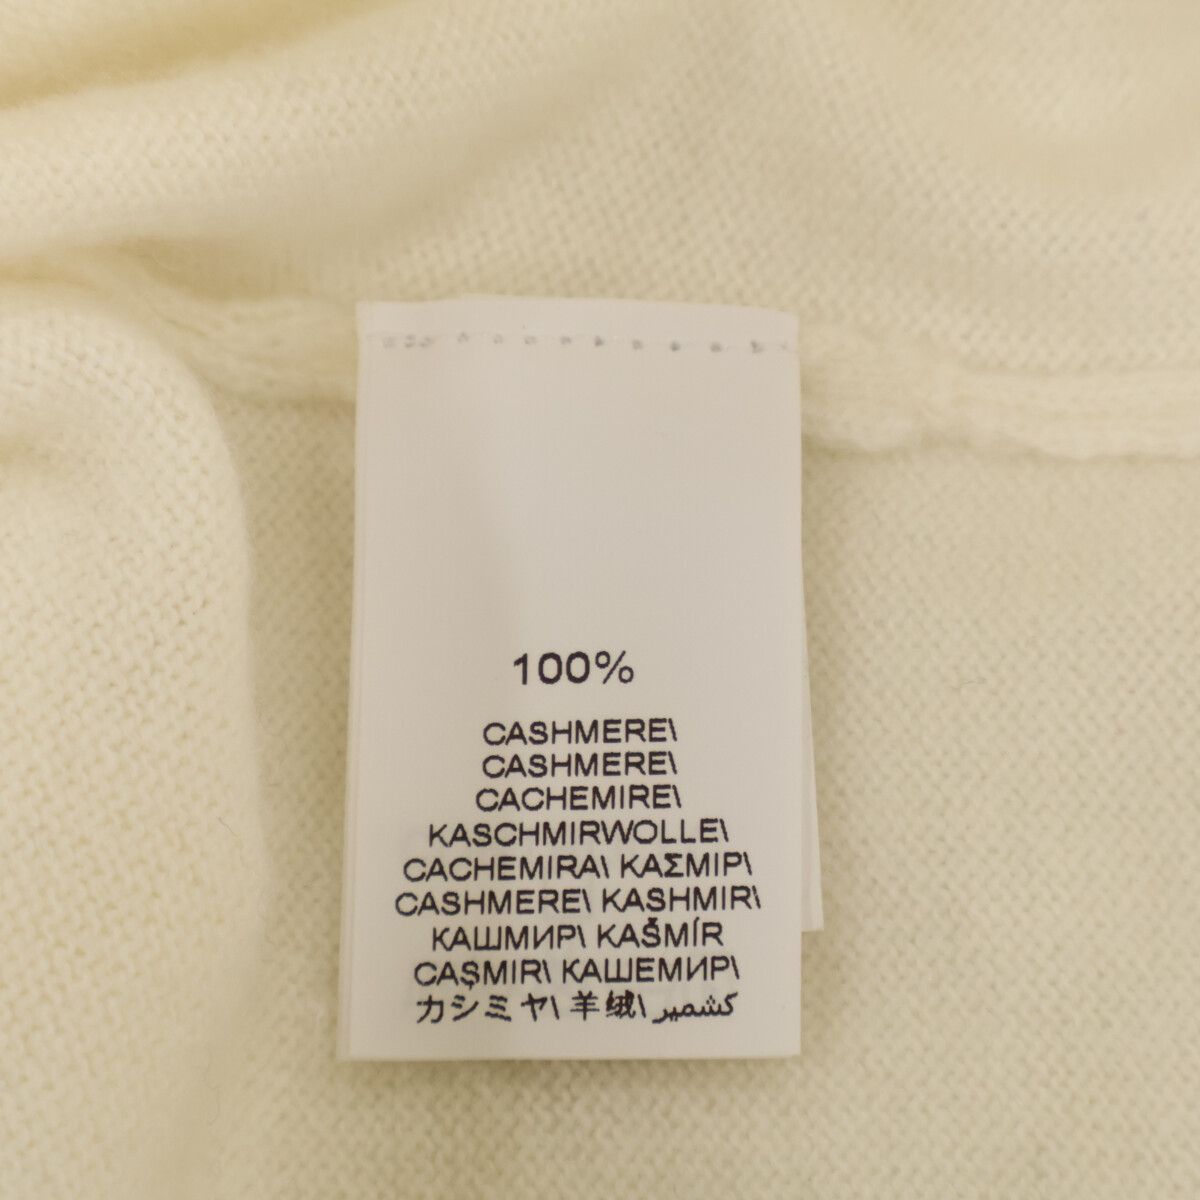 100%
CASHMERE\
CASHMERE\
CACHEMIRE\
KASCHMIRWOLLE\
CACHEMIRA\ ΚΑΣΜΙΡ\
CASHMERE\ KASHMIR\
КАШМИР\ KAŠMÍR
CAŞMIR\ КАШЕМИР\
カシミヤ\ 羊绒\ كشمير